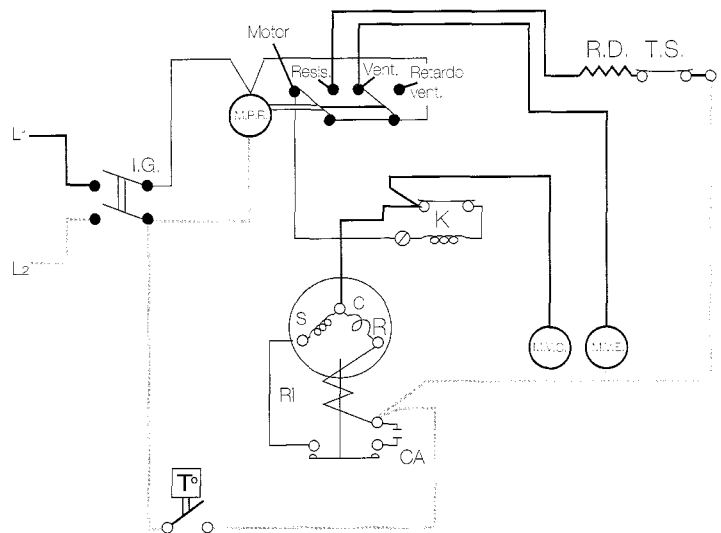 Motor
Resis.
Vent.
Retardo
vent.
R.D.
T.S.
M.P.R.
L1
I.G.
K
L2
C
S
R
M.V.C.
RI
CA
T°